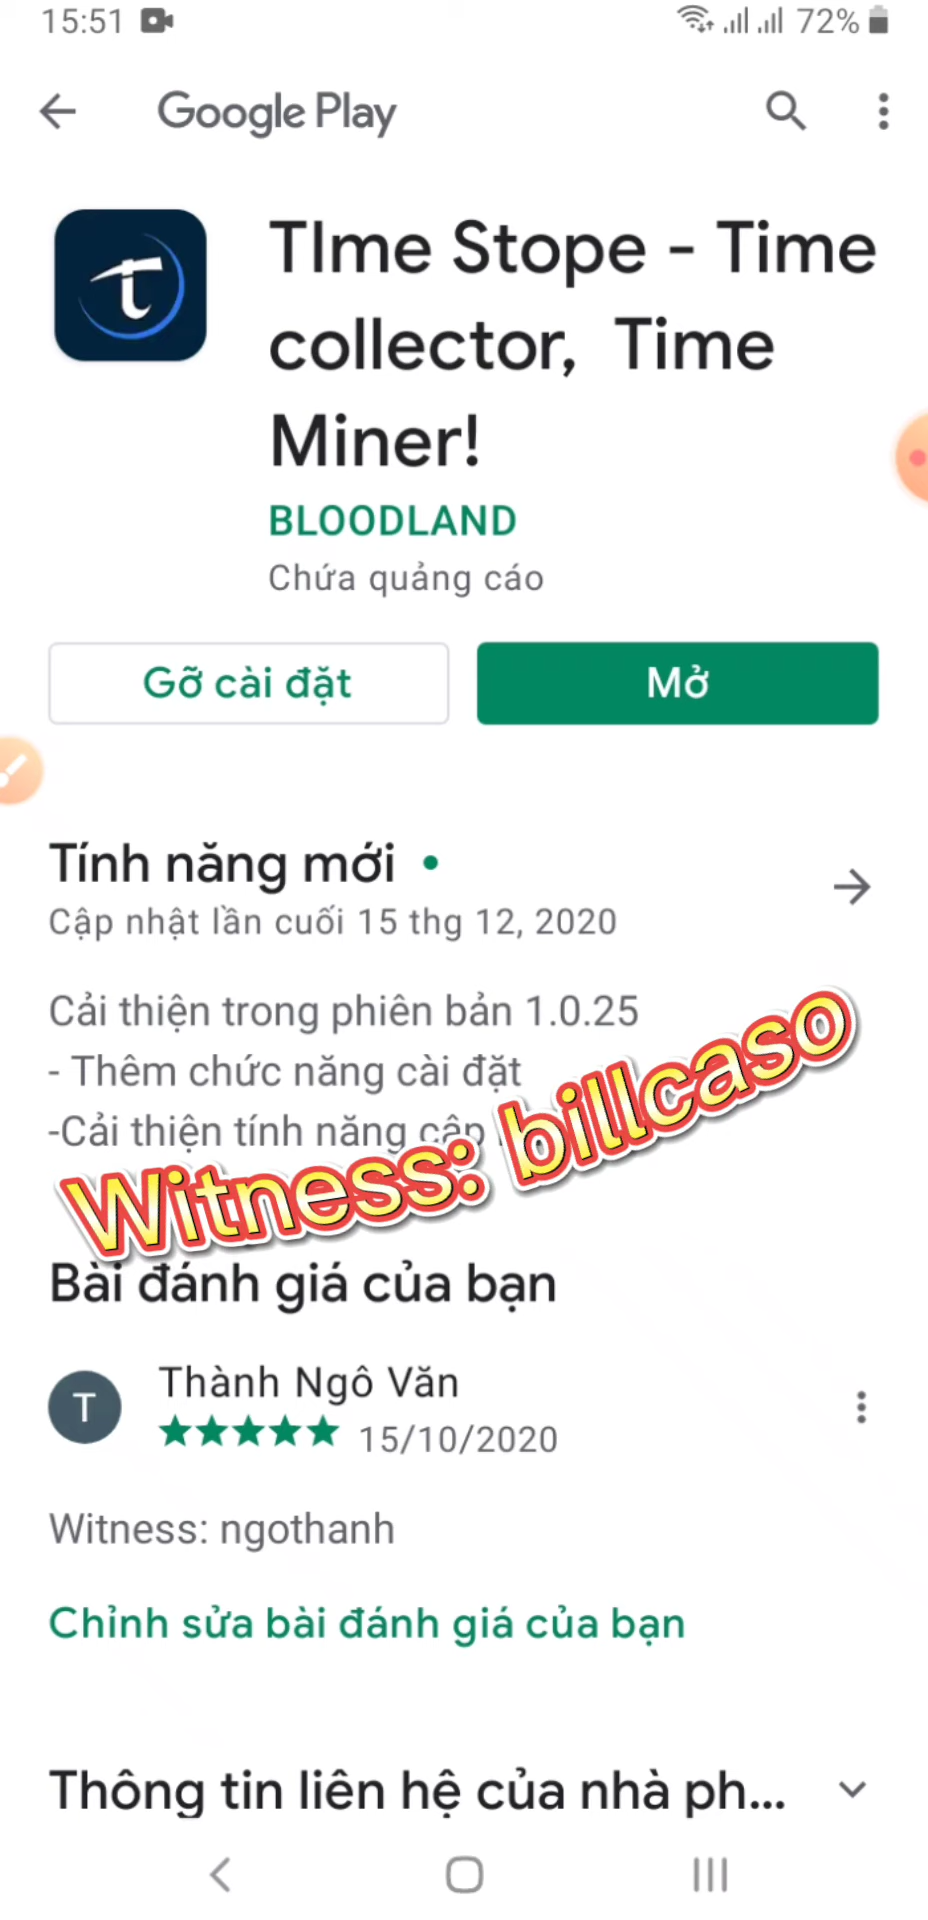 15:51 72%
Google Play
TIme Stope - Time
collector, Time
Miner!
BLOODLAND
Chứa quảng cáo
Gỡ cài đặt
Mở
Tính năng mới
Cập nhật lần cuối 15 thg 12, 2020
Cải thiện trong phiên bản 1.0.25
- Thêm chức năng cài đặt
-Cải thiện tính năng
Witness: billcaso
Bài đánh giá của bạn
T
Thành Ngô Văn
15/10/2020
Witness: ngothanh
Chỉnh sửa bài đánh giá của bạn
Thông tin liên hệ của nhà ph...